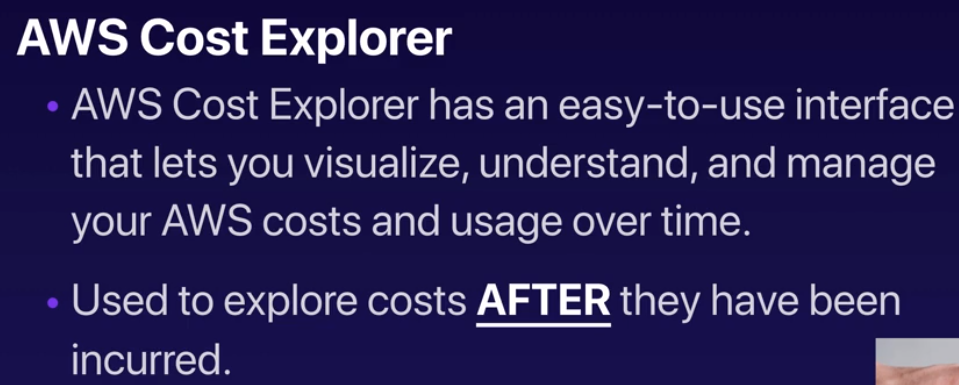 AWS Cost Explorer
• AWS Cost Explorer has an easy-to-use interface
that lets you visualize, understand, and manage
your AWS costs and usage over time.
• Used to explore costs AFTER they have been
incurred.